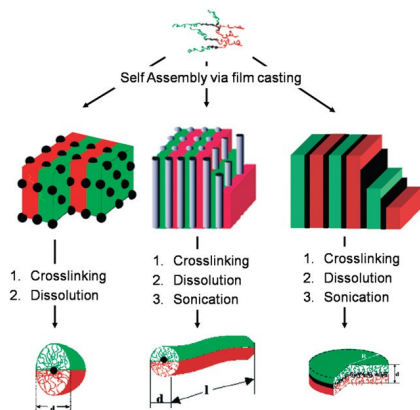 Self Assembly via film casting
1. Crosslinking
2. Dissolution
1. Crosslinking
2. Dissolution
3. Sonication
1. Crosslinking
2. Dissolution
3. Sonication
d
d
l
R
d